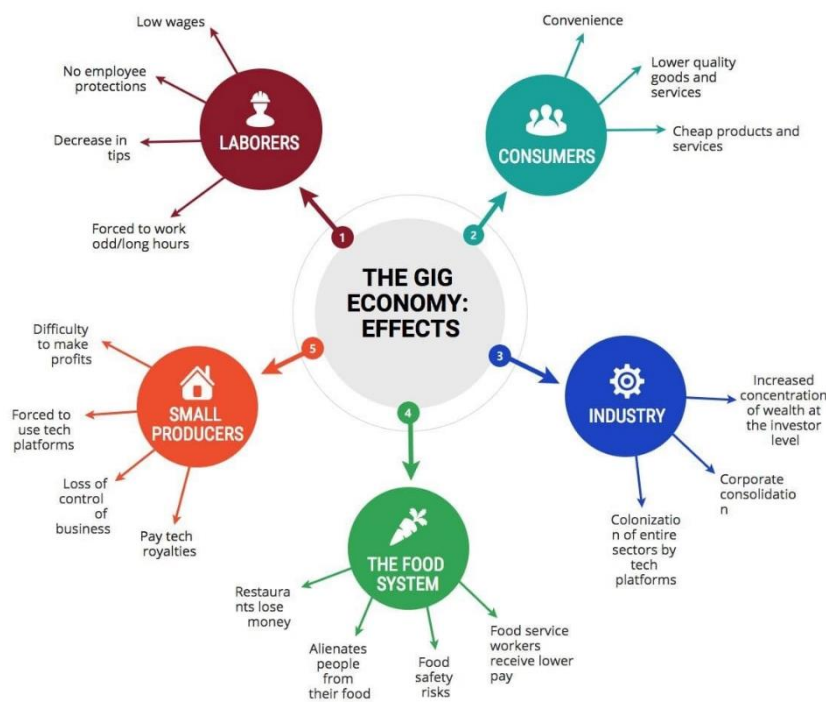 THE GIG
ECONOMY:
EFFECTS
1
LABORERS
Low wages
No employee
protections
Decrease in
tips
Forced to work
odd/long hours
2
CONSUMERS
Convenience
Lower quality
goods and
services
Cheap products and
services
3
INDUSTRY
Increased
concentration
of wealth at
the investor
level
Corporate
consolidatio
n
Colonizatio
n of entire
sectors by
tech
platforms
4
THE FOOD
SYSTEM
Food service
workers
receive lower
pay
Food
safety
risks
Alienates
people
from
their food
Restaura
nts lose
money
5
SMALL
PRODUCERS
Difficulty
to make
profits
Forced to
use tech
platforms
Loss of
control
of
business
Pay tech
royalties